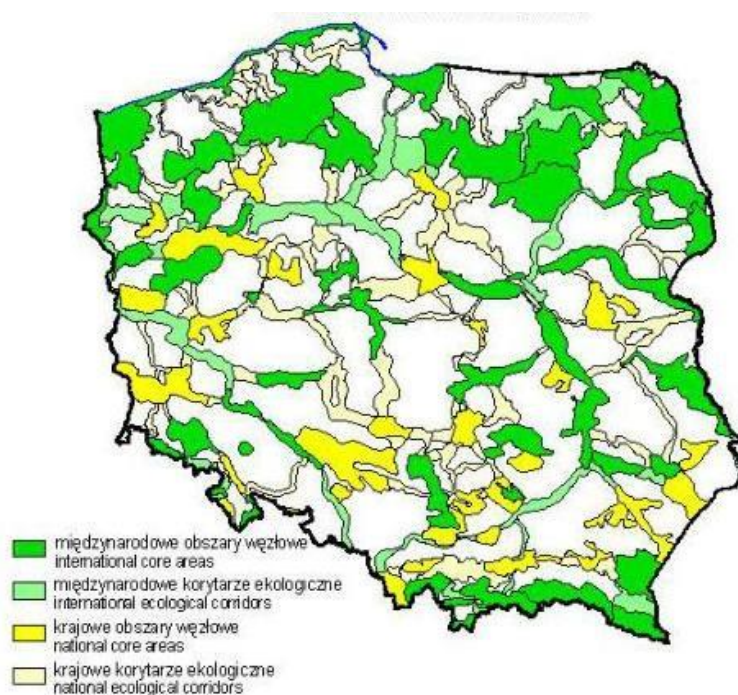 międzynarodowe obszary węzłowe
international core areas
międzynarodowe korytarze ekologiczne
international ecological corridors
krajowe obszary węzłowe
national core areas
krajowe korytarze ekologiczne
national ecological corridors